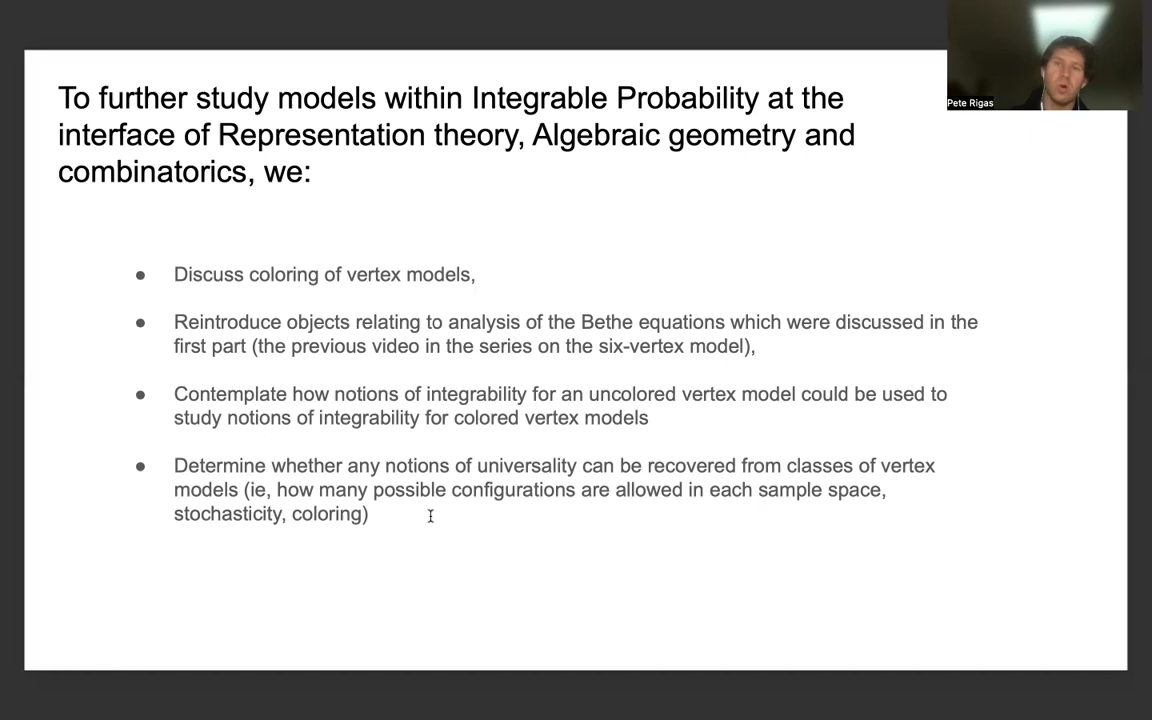 To further study models within Integrable Probability at the
interface of Representation theory, Algebraic geometry and
combinatorics, we:
Pete Rigas
● Discuss coloring of vertex models,
● Reintroduce objects relating to analysis of the Bethe equations which were discussed in the
first part (the previous video in the series on the six-vertex model),
● Contemplate how notions of integrability for an uncolored vertex model could be used to
study notions of integrability for colored vertex models
● Determine whether any notions of universality can be recovered from classes of vertex
models (ie, how many possible configurations are allowed in each sample space,
stochasticity, coloring)